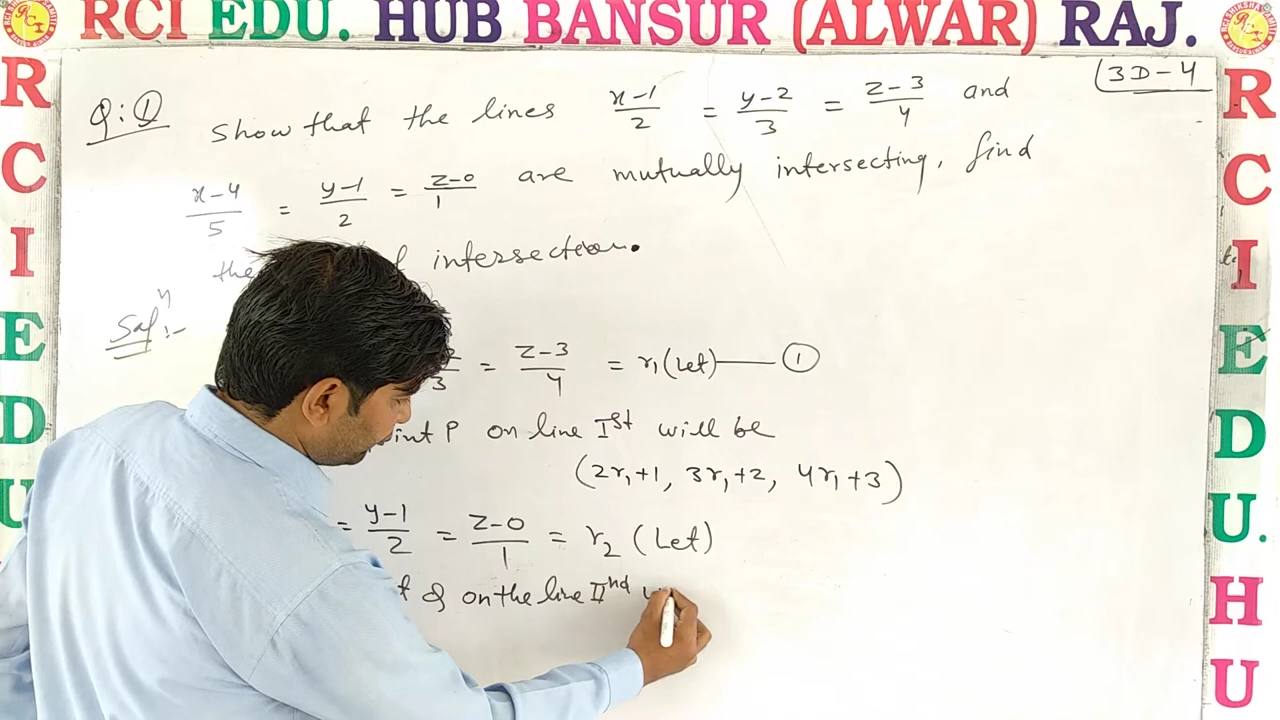 RCI EDU. HUB BANSUR (ALWAR) RAJ.
R
C
I
E
D
U
(3D-4
Q:① Show that the lines x-1/2 = y-2/3 = z-3/4 and
x-4/5 = y-1/2 = z-0/1 are mutually intersecting, find
the intersection.
Sol:-
/3 = z-3/4 = r₁ (Let) — ①
P on line Iˢᵗ will be
(2r₁+1, 3r₁+2, 4r₁+3)
= y-1/2 = z-0/1 = r₂ (Let)
on the line IIⁿᵈ
R
C
I
E
D
U.
H
U